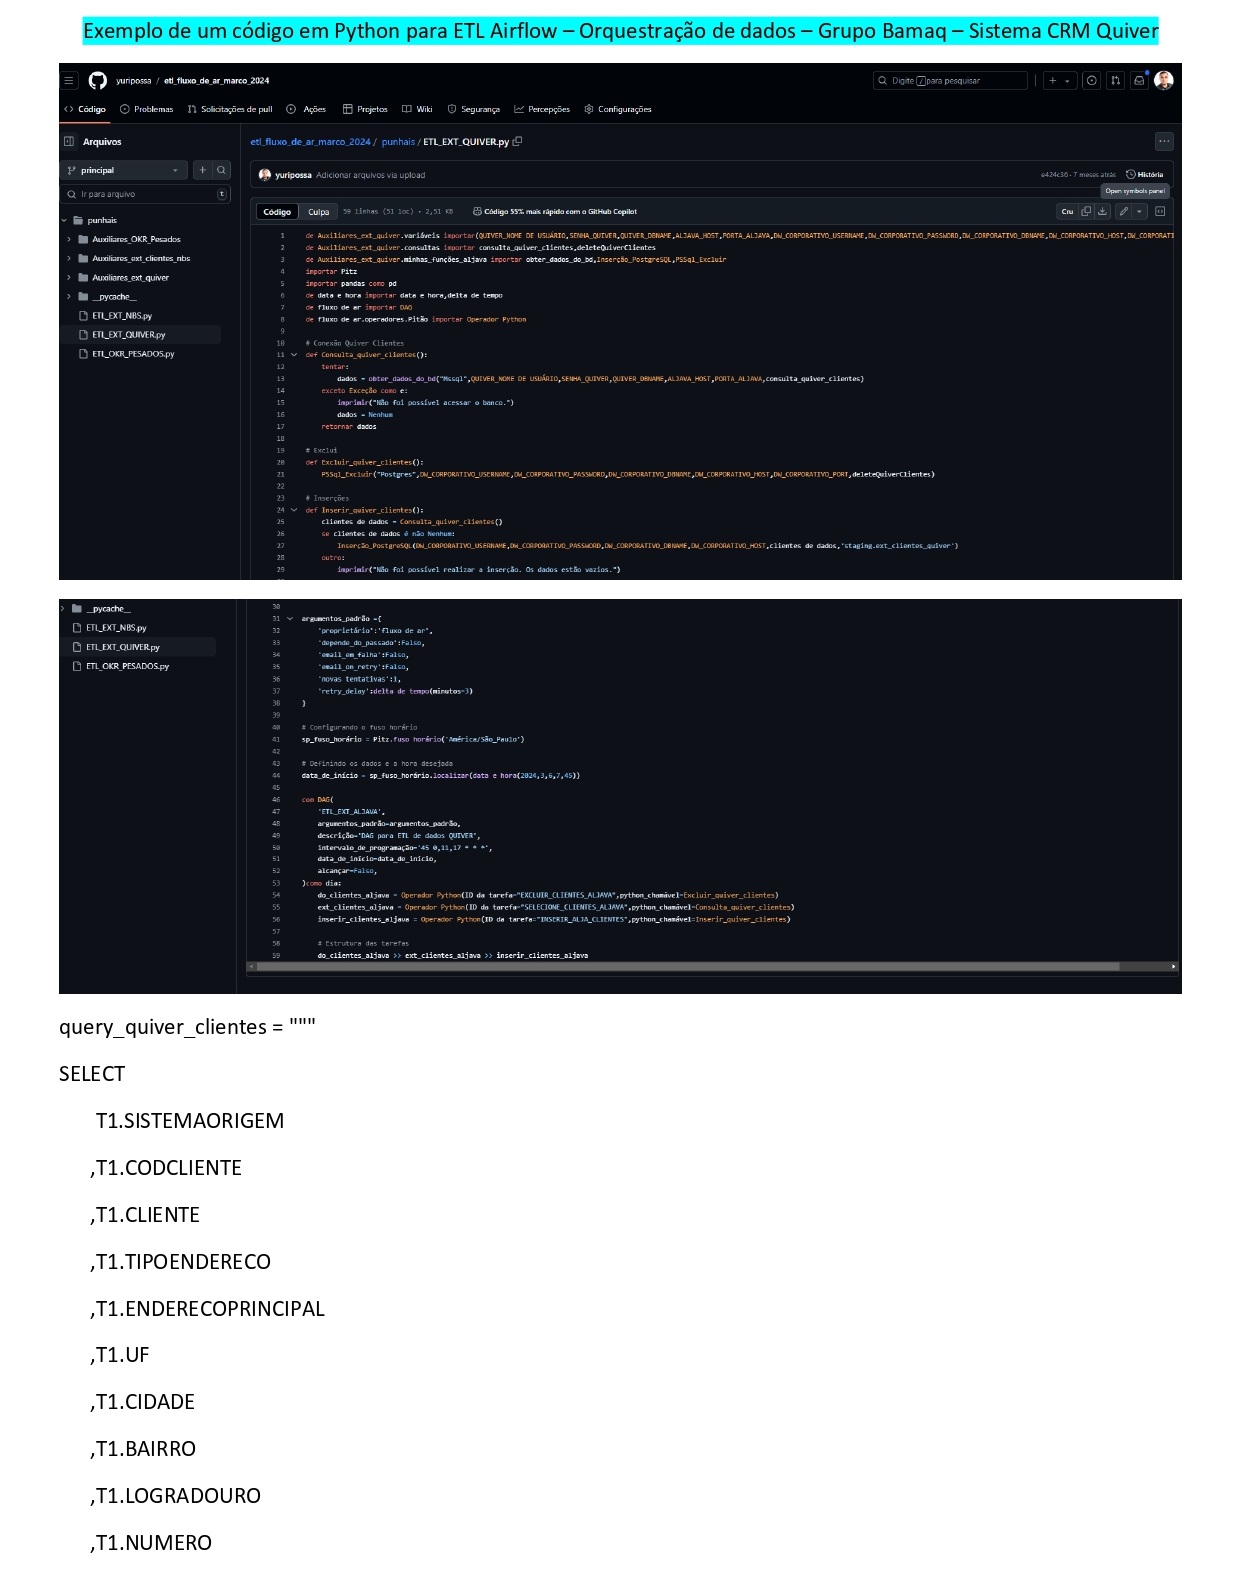 Exemplo de um código em Python para ETL Airflow – Orquestração de dados – Grupo Bamaq – Sistema CRM Quiver
yuripossa / etl_fluxo_de_ar_marco_2024
Digite / para pesquisar
Código Problemas Solicitações de pull Ações Projetos Wiki Segurança Percepções Configurações
Arquivos
etl_fluxo_de_ar_marco_2024 / punhais / ETL_EXT_QUIVER.py
principal
yuripossa Adicionar arquivos via upload
e424c36 · 7 meses atrás História
Ir para arquivo t
Open symbols panel
Código Culpa 59 linhas (51 loc) · 2,51 KB Código 55% mais rápido com o GitHub Copilot Cru
punhais
Auxiliares_OKR_Pesados
Auxiliares_ext_clientes_nbs
Auxiliares_ext_quiver
__pycache__
ETL_EXT_NBS.py
ETL_EXT_QUIVER.py
ETL_OKR_PESADOS.py
1 de Auxiliares_ext_quiver.variáveis importar(QUIVER_NOME DE USUÁRIO,SENHA_QUIVER,QUIVER_DBNAME,ALJAVA_HOST,PORTA_ALJAVA,DW_CORPORATIVO_USERNAME,DW_CORPORATIVO_PASSWORD,DW_CORPORATIVO_DBNAME,DW_CORPORATIVO_HOST,DW_CORPORATI
2 de Auxiliares_ext_quiver.consultas importar consulta_quiver_clientes,deleteQuiverClientes
3 de Auxiliares_ext_quiver.minhas_funções_aljava importar obter_dados_do_bd,Inserção_PostgreSQL,PSSql_Excluir
4 importar Pitz
5 importar pandas como pd
6 de data e hora importar data e hora,delta de tempo
7 de fluxo de ar importar DAG
8 de fluxo de ar.operadores.Pitão importar Operador Python
9
10 # Conexão Quiver Clientes
11 def Consulta_quiver_clientes():
12 tentar:
13 dados = obter_dados_do_bd("Mssql",QUIVER_NOME DE USUÁRIO,SENHA_QUIVER,QUIVER_DBNAME,ALJAVA_HOST,PORTA_ALJAVA,consulta_quiver_clientes)
14 exceto Exceção como e:
15 imprimir("Não foi possível acessar o banco.")
16 dados = Nenhum
17 retornar dados
18
19 # Exclui
20 def Excluir_quiver_clientes():
21 PSSql_Excluir("Postgres",DW_CORPORATIVO_USERNAME,DW_CORPORATIVO_PASSWORD,DW_CORPORATIVO_DBNAME,DW_CORPORATIVO_HOST,DW_CORPORATIVO_PORT,deleteQuiverClientes)
22
23 # Inserções
24 def Inserir_quiver_clientes():
25 clientes de dados = Consulta_quiver_clientes()
26 se clientes de dados é não Nenhum:
27 Inserção_PostgreSQL(DW_CORPORATIVO_USERNAME,DW_CORPORATIVO_PASSWORD,DW_CORPORATIVO_DBNAME,DW_CORPORATIVO_HOST,clientes de dados,'staging.ext_clientes_quiver')
28 outro:
29 imprimir("Não foi possível realizar a inserção. Os dados estão vazios.")
__pycache__
ETL_EXT_NBS.py
ETL_EXT_QUIVER.py
ETL_OKR_PESADOS.py
30
31 argumentos_padrão ={
32 'proprietário':'fluxo de ar',
33 'depende_do_passado':Falso,
34 'email_em_falha':Falso,
35 'email_on_retry':Falso,
36 'novas tentativas':1,
37 'retry_delay':delta de tempo(minutos=3)
38 }
39
40 # Configurando o fuso horário
41 sp_fuso_horário = Pitz.fuso horário('América/São_Paulo')
42
43 # Definindo os dados e a hora desejada
44 data_de_início = sp_fuso_horário.localizar(data e hora(2024,3,6,7,45))
45
46 com DAG(
47 'ETL_EXT_ALJAVA',
48 argumentos_padrão=argumentos_padrão,
49 descrição="DAG para ETL de dados QUIVER",
50 intervalo_de_programação='45 0,11,17 * * *',
51 data_de_início=data_de_início,
52 alcançar=Falso,
53 )como dia:
54 do_clientes_aljava = Operador Python(ID da tarefa="EXCLUIR_CLIENTES_ALJAVA",python_chamável=Excluir_quiver_clientes)
55 ext_clientes_aljava = Operador Python(ID da tarefa="SELECIONE_CLIENTES_ALJAVA",python_chamável=Consulta_quiver_clientes)
56 inserir_clientes_aljava = Operador Python(ID da tarefa="INSERIR_ALJA_CLIENTES",python_chamável=Inserir_quiver_clientes)
57
58 # Estrutura das tarefas
59 do_clientes_aljava >> ext_clientes_aljava >> inserir_clientes_aljava
query_quiver_clientes = """
SELECT
T1.SISTEMAORIGEM
,T1.CODCLIENTE
,T1.CLIENTE
,T1.TIPOENDERECO
,T1.ENDERECOPRINCIPAL
,T1.UF
,T1.CIDADE
,T1.BAIRRO
,T1.LOGRADOURO
,T1.NUMERO